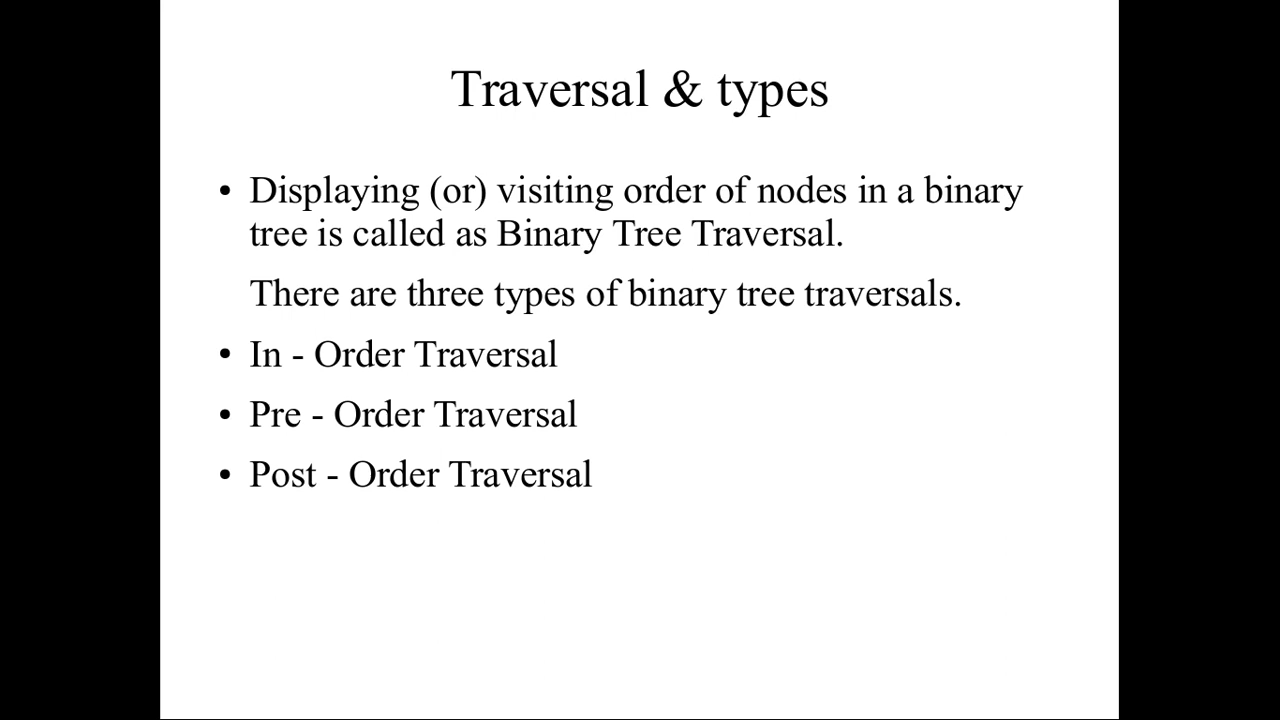 Traversal & types
• Displaying (or) visiting order of nodes in a binary
tree is called as Binary Tree Traversal.
There are three types of binary tree traversals.
• In - Order Traversal
• Pre - Order Traversal
• Post - Order Traversal